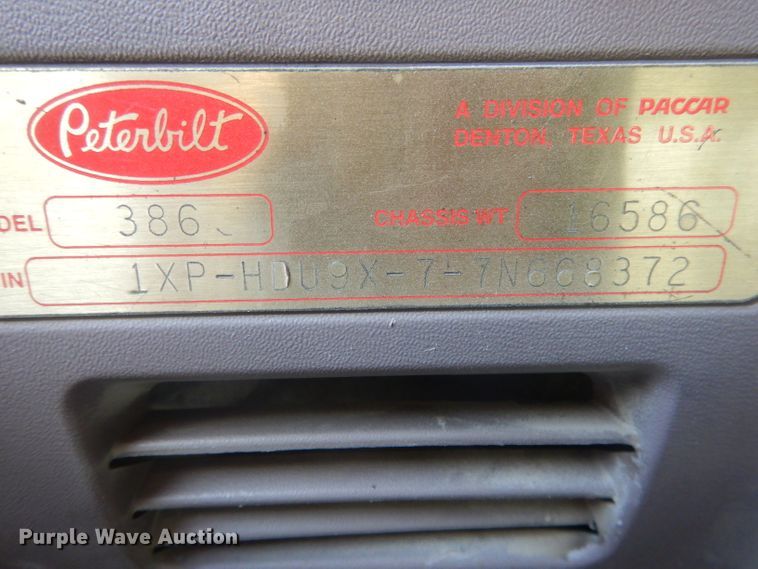 Peterbilt
A DIVISION OF PACCAR
DENTON, TEXAS U.S.A.
DEL 386
CHASSIS WT 16586
IN 1XP-HDU9X-7-7N668372
Purple Wave Auction